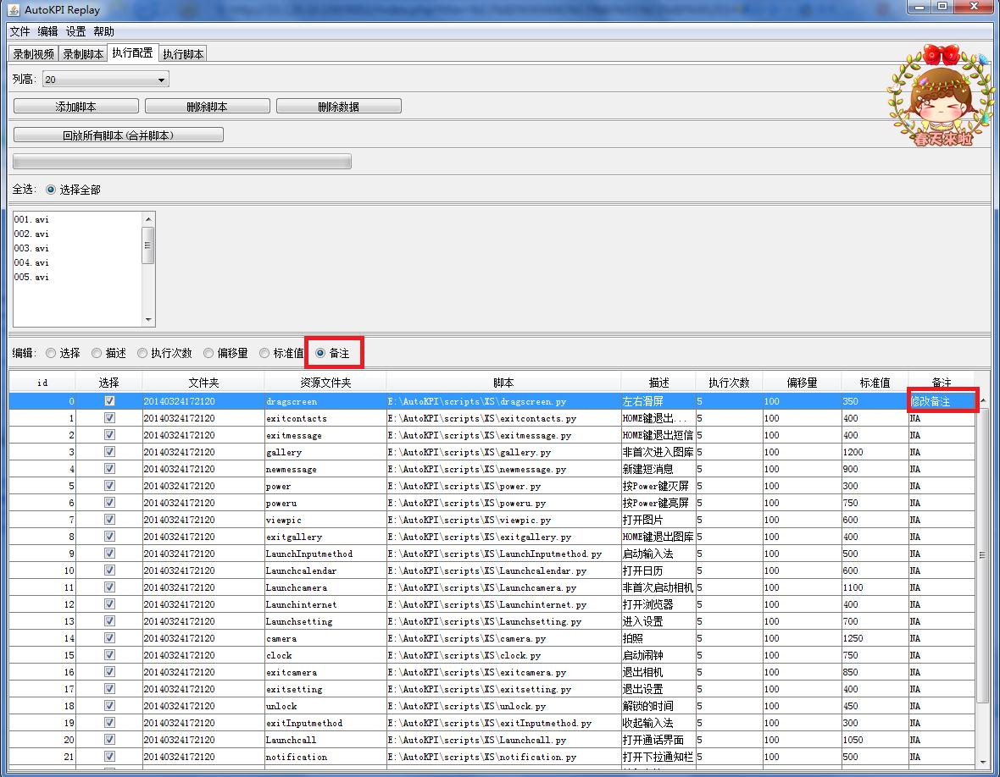 AutoKPI Replay
文件 编辑 设置 帮助
录制视频 录制脚本 执行配置 执行脚本
列高: 20
添加脚本 删除脚本 删除数据
回放所有脚本(合并脚本)
春天来啦
全选: 选择全部
001.avi
002.avi
003.avi
004.avi
005.avi
编辑: 选择 描述 执行次数 偏移量 标准值 备注
id 选择 文件夹 资源文件夹 脚本 描述 执行次数 偏移量 标准值 备注
0 20140324172120 dragscreen E:\AutoKPI\scripts\XS\dragscreen.py 左右滑屏 5 100 350 修改备注
1 20140324172120 exitcontacts E:\AutoKPI\scripts\XS\exitcontacts.py HOME键退出... 5 100 400 NA
2 20140324172120 exitmessage E:\AutoKPI\scripts\XS\exitmessage.py HOME键退出短信 5 100 400 NA
3 20140324172120 gallery E:\AutoKPI\scripts\XS\gallery.py 非首次进入图库 5 100 1200 NA
4 20140324172120 newmessage E:\AutoKPI\scripts\XS\newmessage.py 新建短消息 5 100 900 NA
5 20140324172120 power E:\AutoKPI\scripts\XS\power.py 按Power键灭屏 5 100 300 NA
6 20140324172120 poweru E:\AutoKPI\scripts\XS\poweru.py 按Power键亮屏 5 100 750 NA
7 20140324172120 viewpic E:\AutoKPI\scripts\XS\viewpic.py 打开图片 5 100 600 NA
8 20140324172120 exitgallery E:\AutoKPI\scripts\XS\exitgallery.py HOME键退出图库 5 100 400 NA
9 20140324172120 LaunchInputmethod E:\AutoKPI\scripts\XS\LaunchInputmethod.py 启动输入法 5 100 500 NA
10 20140324172120 Launchcalendar E:\AutoKPI\scripts\XS\Launchcalendar.py 打开日历 5 100 600 NA
11 20140324172120 Launchcamera E:\AutoKPI\scripts\XS\Launchcamera.py 非首次启动相机 5 100 1100 NA
12 20140324172120 Launchinternet E:\AutoKPI\scripts\XS\Launchinternet.py 打开浏览器 5 100 400 NA
13 20140324172120 Launchsetting E:\AutoKPI\scripts\XS\Launchsetting.py 进入设置 5 100 700 NA
14 20140324172120 camera E:\AutoKPI\scripts\XS\camera.py 拍照 5 100 1250 NA
15 20140324172120 clock E:\AutoKPI\scripts\XS\clock.py 启动闹钟 5 100 750 NA
16 20140324172120 exitcamera E:\AutoKPI\scripts\XS\exitcamera.py 退出相机 5 100 850 NA
17 20140324172120 exitsetting E:\AutoKPI\scripts\XS\exitsetting.py 退出设置 5 100 400 NA
18 20140324172120 unlock E:\AutoKPI\scripts\XS\unlock.py 解锁的时间 5 100 450 NA
19 20140324172120 exitInputmethod E:\AutoKPI\scripts\XS\exitInputmethod.py 收起输入法 5 100 300 NA
20 20140324172120 Launchcall E:\AutoKPI\scripts\XS\Launchcall.py 打开通话界面 5 100 1050 NA
21 20140324172120 notification E:\AutoKPI\scripts\XS\notification.py 打开下拉通知栏 5 100 500 NA